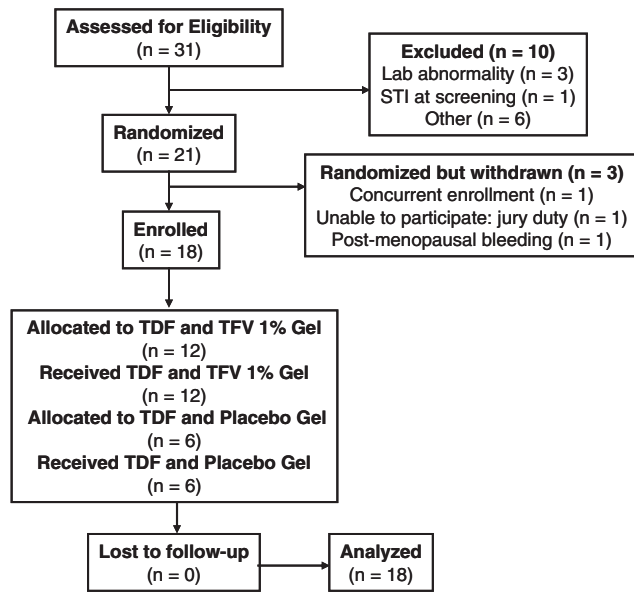 Assessed for Eligibility
(n = 31)
Excluded (n = 10)
Lab abnormality (n = 3)
STI at screening (n = 1)
Other (n = 6)
Randomized
(n = 21)
Randomized but withdrawn (n = 3)
Concurrent enrollment (n = 1)
Unable to participate: jury duty (n = 1)
Post-menopausal bleeding (n = 1)
Enrolled
(n = 18)
Allocated to TDF and TFV 1% Gel
(n = 12)
Received TDF and TFV 1% Gel
(n = 12)
Allocated to TDF and Placebo Gel
(n = 6)
Received TDF and Placebo Gel
(n = 6)
Lost to follow-up
(n = 0)
Analyzed
(n = 18)